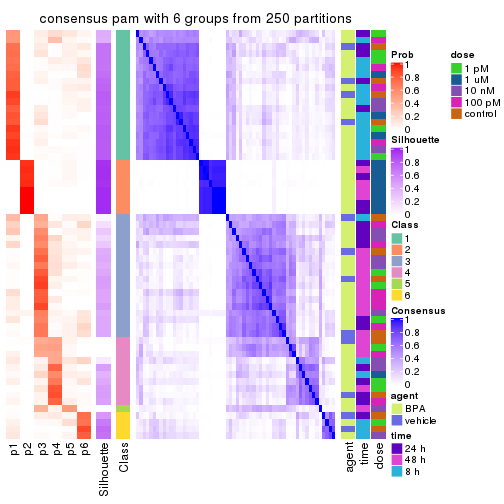 consensus pam with 6 groups from 250 partitions
Prob
1
0.8
0.6
0.4
0.2
0
dose
1 pM
1 uM
10 nM
100 pM
control
Silhouette
1
0.8
0.6
0.4
0.2
0
Class
1
2
3
4
5
6
Consensus
1
0.8
0.6
0.4
0.2
0
agent
BPA
vehicle
time
24 h
48 h
8 h
p1
p2
p3
p4
p5
p6
Silhouette
Class
agent
time
dose